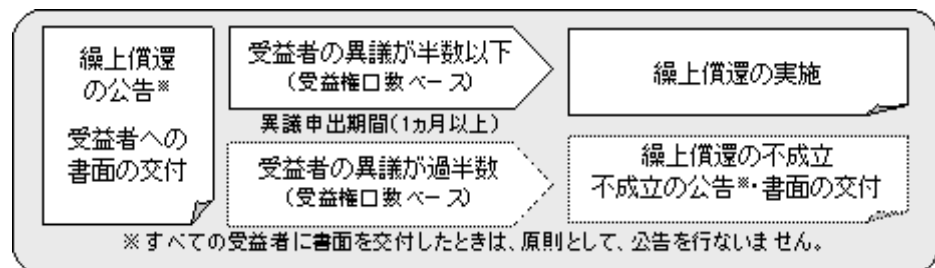 繰上償還
の公告※
受益者への
書面の交付
受益者の異議が半数以下
(受益権口数ベース)
異議申出期間(1ヵ月以上)
受益者の異議が過半数
(受益権口数ベース)
繰上償還の実施
繰上償還の不成立
不成立の公告※・書面の交付
※すべての受益者に書面を交付したときは、原則として、公告を行ないません。